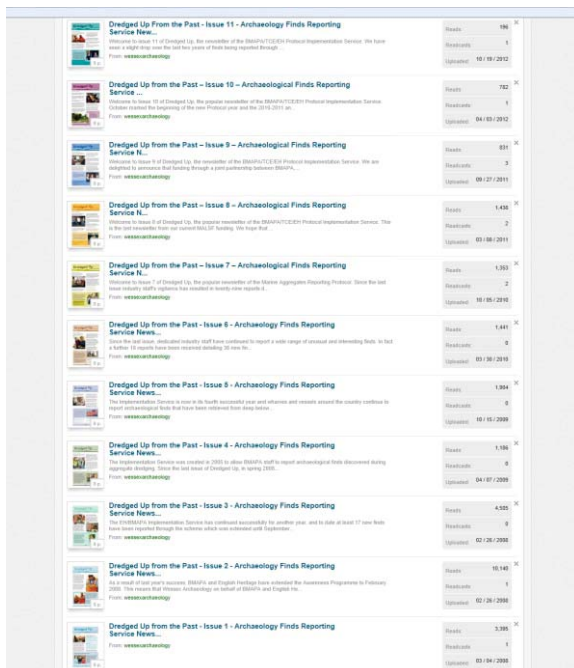 Dredged Up From the Past - Issue 11 - Archaeology Finds Reporting
Service New...
Welcome to issue 11 of Dredged Up, the newsletter of the BMAPA/TCE/EH Protocol Implementation Service. We have
seen a slight drop over the last two years of finds being reported through ...
From: wessexarchaeology
Reads 196
Readcasts 1
Uploaded 10 / 19 / 2012
Dredged Up from the Past – Issue 10 – Archaeological Finds Reporting
Service ...
Welcome to Issue 10 of Dredged Up, the popular newsletter of the BMAPA/TCE/EH Protocol Implementation Service.
October marked the beginning of the new Protocol year and the 2010-2011 an...
From: wessexarchaeology
Reads 782
Readcasts 1
Uploaded 04 / 03 / 2012
Dredged Up from the Past – Issue 9 – Archaeological Finds Reporting
Service N...
Welcome to Issue 9 of Dredged Up, the newsletter of the BMAPA/TCE/EH Protocol Implementation Service. We are
delighted to announce that funding through a joint partnership between BMAPA,...
From: wessexarchaeology
Reads 831
Readcasts 3
Uploaded 09 / 27 / 2011
Dredged Up from the Past – Issue 8 – Archaeological Finds Reporting
Service N...
Welcome to Issue 8 of Dredged Up, the popular newsletter of the BMAPA/TCE/EH Protocol Implementation Service. This
is the last newsletter from our current MALSF funding. We hope that ...
From: wessexarchaeology
Reads 1,436
Readcasts 2
Uploaded 03 / 08 / 2011
Dredged Up from the Past – Issue 7 – Archaeological Finds Reporting
Service N...
Welcome to Issue 7 of Dredged Up, the popular newsletter of the Marine Aggregates Reporting Protocol. Since the last
issue industry staff's vigilance has resulted in twenty-nine reports d...
From: wessexarchaeology
Reads 1,353
Readcasts 2
Uploaded 10 / 05 / 2010
Dredged Up from the Past - Issue 6 - Archaeology Finds Reporting
Service News...
Since the last issue, dedicated industry staff have continued to report a wide range of unusual and interesting finds. In fact
a further 16 reports have been received detailing 36 new fin...
From: wessexarchaeology
Reads 1,441
Readcasts 0
Uploaded 03 / 30 / 2010
Dredged Up from the Past - Issue 5 - Archaeology Finds Reporting
Service News...
The Implementation Service is now in its fourth successful year and wharves and vessels around the country continue to
report archaeological finds that have been retrieved from deep below...
From: wessexarchaeology
Reads 1,904
Readcasts 0
Uploaded 10 / 15 / 2009
Dredged Up from the Past - Issue 4 - Archaeology Finds Reporting
Service News...
The Implementation Service was created in 2005 to allow BMAPA staff to report archaeological finds discovered during
aggregate dredging. Since the last issue of Dredged Up, in spring 2008...
From: wessexarchaeology
Reads 1,186
Readcasts 0
Uploaded 04 / 07 / 2009
Dredged Up from the Past - Issue 3 - Archaeology Finds Reporting
Service News...
The EH/BMAPA Implementation Service has continued successfully for another year, and to date at least 17 new finds
have been reported through the scheme which was extended until September...
From: wessexarchaeology
Reads 4,505
Readcasts 0
Uploaded 02 / 26 / 2008
Dredged Up from the Past - Issue 2 - Archaeology Finds Reporting
Service News...
As a result of last year's success, BMAPA and English Heritage have extended the Awareness Programme to February
2008. This means that Wessex Archaeology on behalf of BMAPA and English He...
From: wessexarchaeology
Reads 10,140
Readcasts 1
Uploaded 02 / 26 / 2008
Dredged Up from the Past - Issue 1 - Archaeology Finds Reporting
Service News...
From: wessexarchaeology
Reads 3,385
Readcasts 1
Uploaded 03 / 04 / 2008